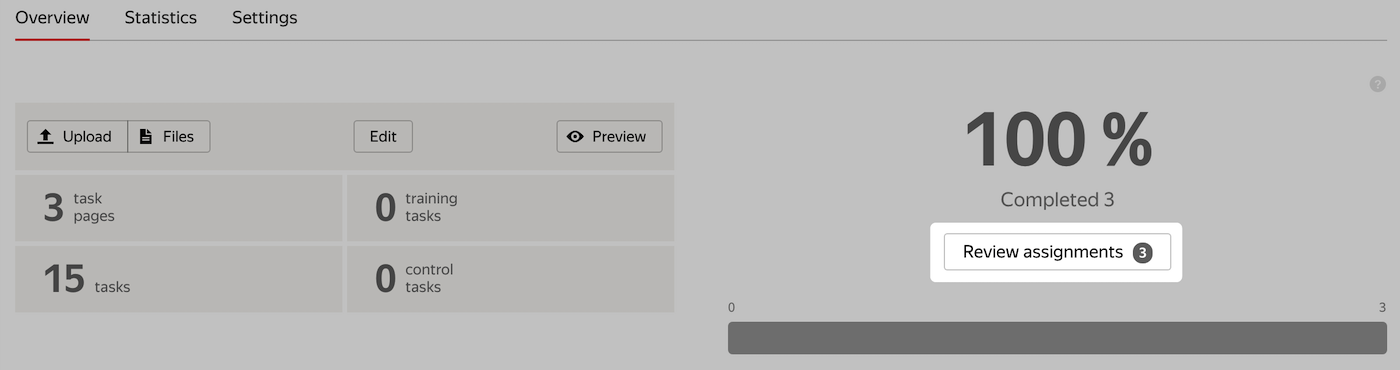 Overview Statistics Settings
?
Upload Files Edit Preview
100 %
3 task pages 0 training tasks
Completed 3
Review assignments 3
15 tasks 0 control tasks
0 3